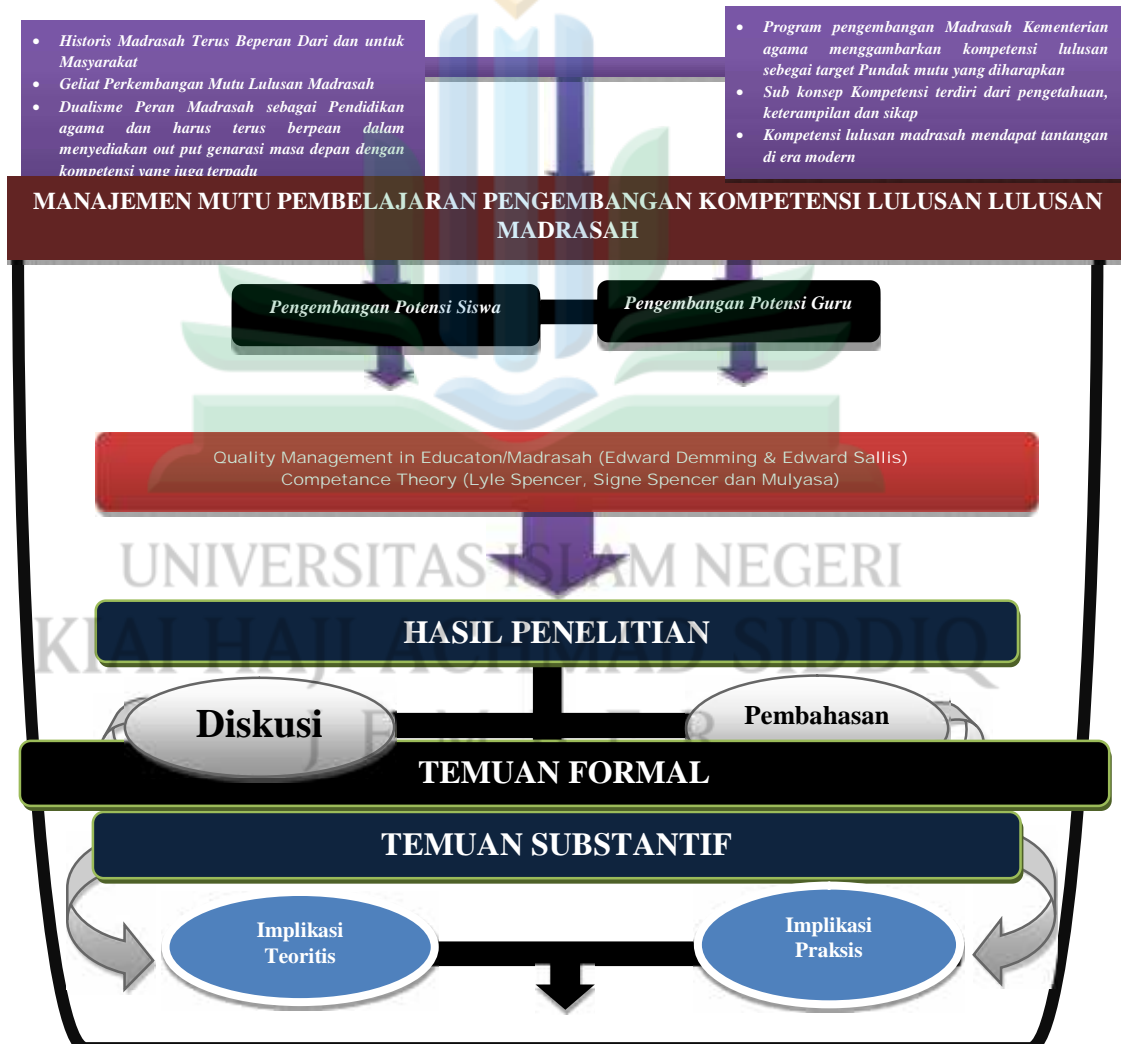 • Historis Madrasah Terus Beperan Dari dan untuk
Masyarakat
• Geliat Perkembangan Mutu Lulusan Madrasah
• Dualisme Peran Madrasah sebagai Pendidikan
agama dan harus terus berpean dalam
menyediakan out put genarasi masa depan dengan
kompetensi yang juga terpadu
• Program pengembangan Madrasah Kementerian
agama menggambarkan kompetensi lulusan
sebegai target Pundak mutu yang diharapkan
• Sub konsep Kompetensi terdiri dari pengetahuan,
keterampilan dan sikap
• Kompetensi lulusan madrasah mendapat tantangan
di era modern
MANAJEMEN MUTU PEMBELAJARAN PENGEMBANGAN KOMPETENSI LULUSAN LULUSAN
MADRASAH
Pengembangan Potensi Siswa
Pengembangan Potensi Guru
Quality Management in Educaton/Madrasah (Edward Demming & Edward Sallis)
Competance Theory (Lyle Spencer, Signe Spencer dan Mulyasa)
UNIVERSITAS ISLAM NEGERI
HASIL PENELITIAN
KIAI HAJI ACHMAD SIDDIQ
Diskusi
Pembahasan
J E M B E R
TEMUAN FORMAL
TEMUAN SUBSTANTIF
Implikasi
Teoritis
Implikasi
Praksis